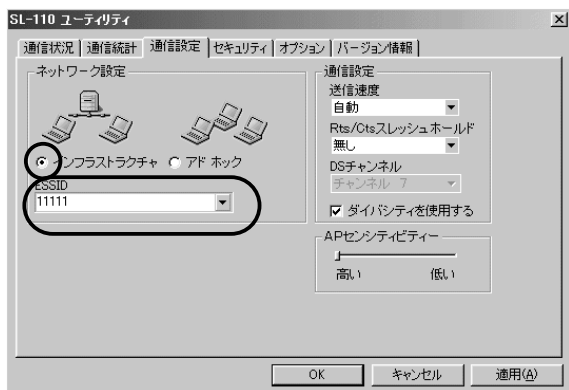 SL-110 ユーティリティ
通信状況 通信統計 通信設定 セキュリティ オプション バージョン情報
ネットワーク設定
インフラストラクチャ アド ホック
ESSID
11111
通信設定
送信速度
自動
Rts/Ctsスレッシュホールド
無し
DSチャンネル
チャンネル 7
ダイバシティを使用する
APセンシティビティー
高い 低い
OK キャンセル 適用(A)